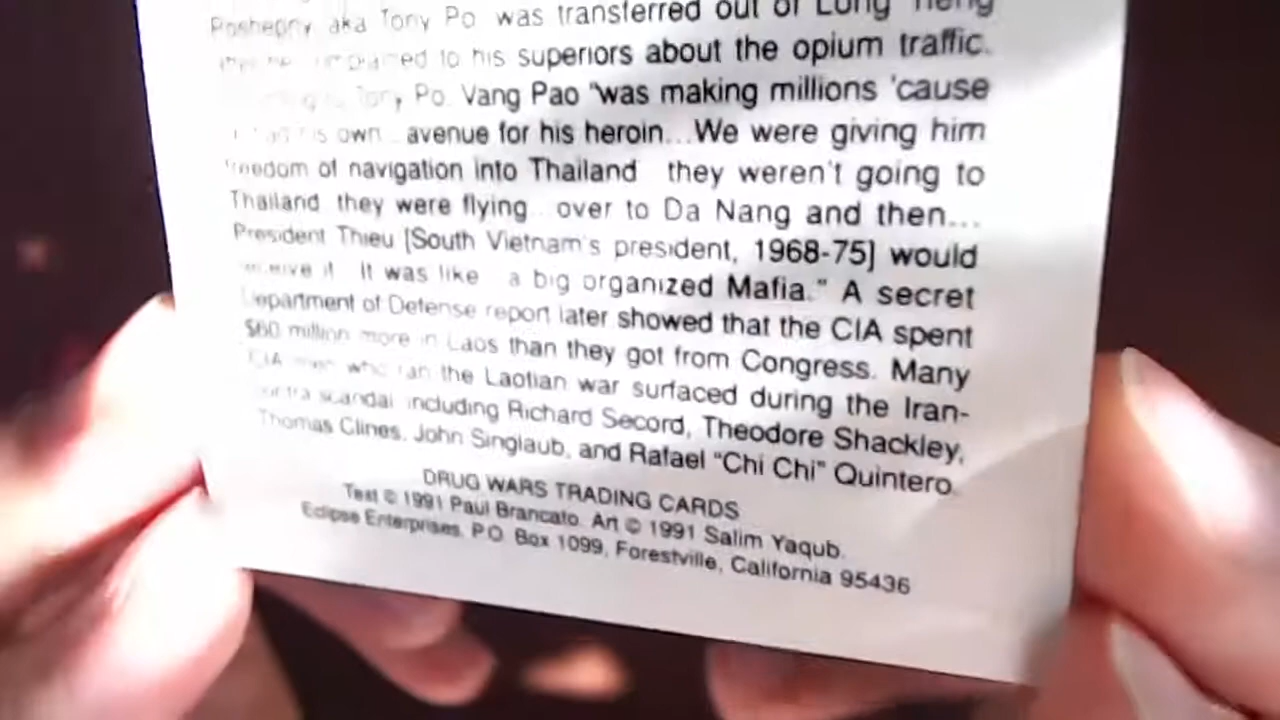 Poshepny aka Tony Po was transferred out of Long Tieng
to his superiors about the opium traffic.
Tony Po. Vang Pao "was making millions 'cause
his own avenue for his heroin...We were giving him
freedom of navigation into Thailand they weren't going to
Thailand they were flying over to Da Nang and then...
President Thieu [South Vietnam's president, 1968-75] would
receive it It was like a big organized Mafia." A secret
Department of Defense report later showed that the CIA spent
$60 million more in Laos than they got from Congress. Many
CIA men who ran the Laotian war surfaced during the Iran-
contra scandal including Richard Secord, Theodore Shackley,
Thomas Clines, John Singlaub, and Rafael "Chi Chi" Quintero.
DRUG WARS TRADING CARDS
Text © 1991 Paul Brancato. Art © 1991 Salim Yaqub.
Eclipse Enterprises, P.O. Box 1099, Forestville, California 95436